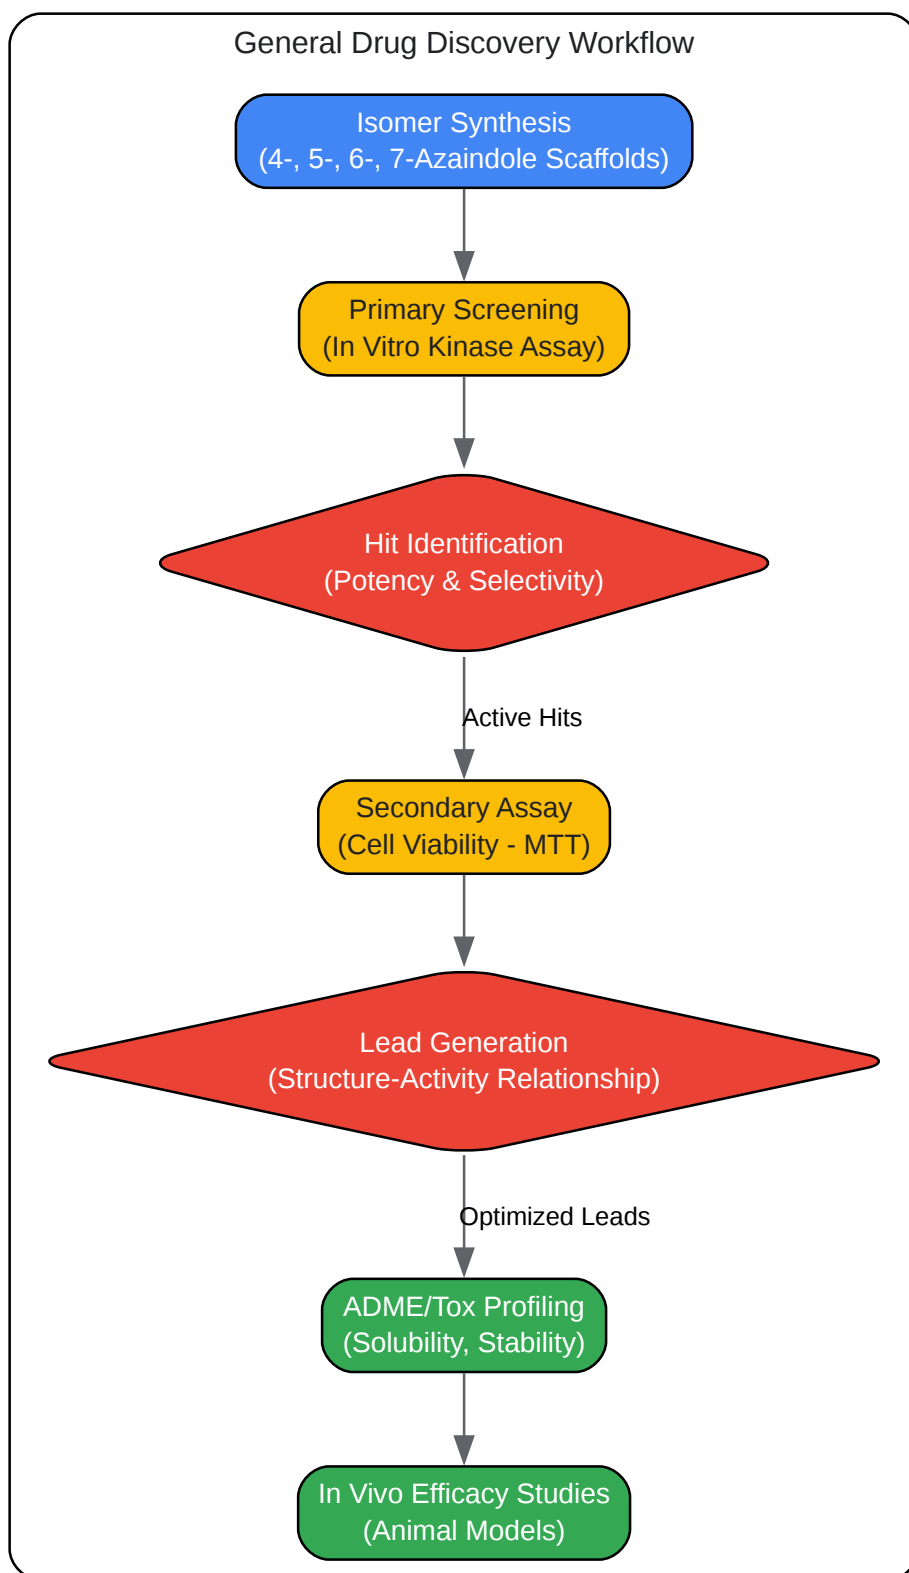 General Drug Discovery Workflow
Isomer Synthesis
(4-, 5-, 6-, 7-Azaindole Scaffolds)
Primary Screening
(In Vitro Kinase Assay)
Hit Identification
(Potency & Selectivity)
Active Hits
Secondary Assay
(Cell Viability - MTT)
Lead Generation
(Structure-Activity Relationship)
Optimized Leads
ADME/Tox Profiling
(Solubility, Stability)
In Vivo Efficacy Studies
(Animal Models)